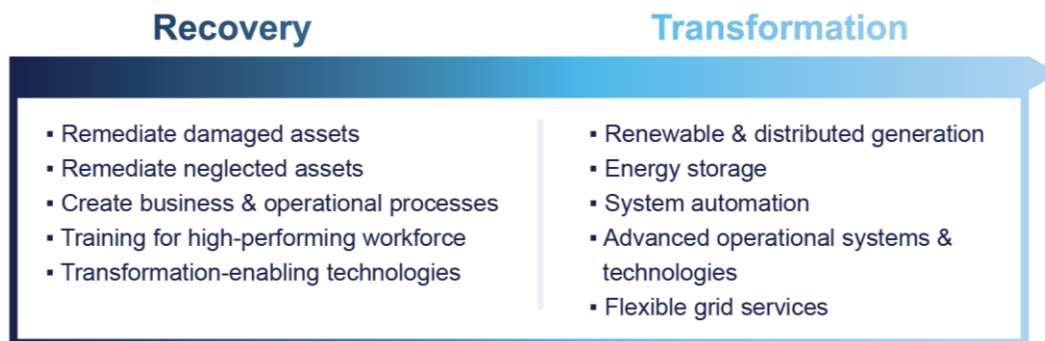 Recovery
▪ Remediate damaged assets
▪ Remediate neglected assets
▪ Create business & operational processes
▪ Training for high-performing workforce
▪ Transformation-enabling technologies
Transformation
▪ Renewable & distributed generation
▪ Energy storage
▪ System automation
▪ Advanced operational systems &
technologies
▪ Flexible grid services